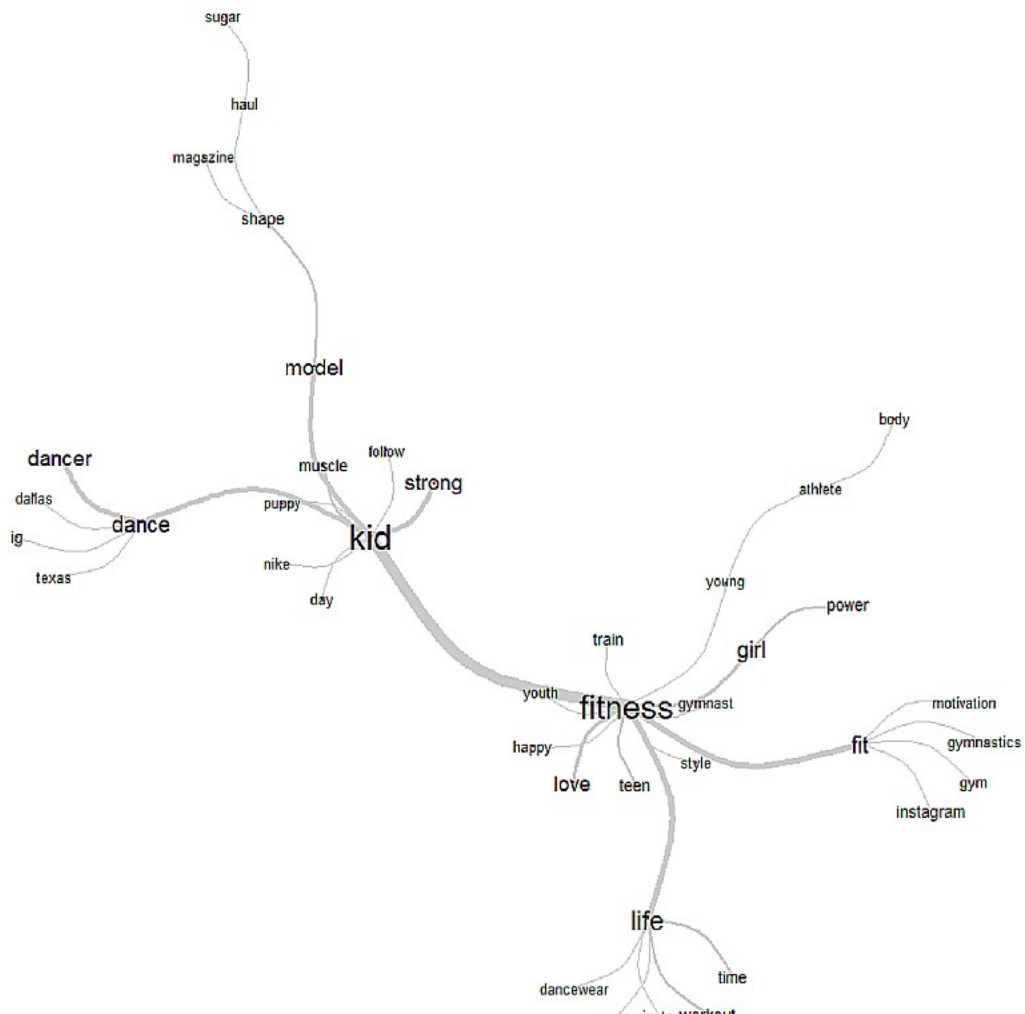 sugar
haul
magazine
shape
model
body
dancer
follow
muscle
strong
athlete
dallas
puppy
dance
ig
kid
nike
texas
young
day
power
train
girl
youth
gymnast
fitness
motivation
happy
fit
gymnastics
style
love
teen
gym
instagram
life
time
dancewear
workout